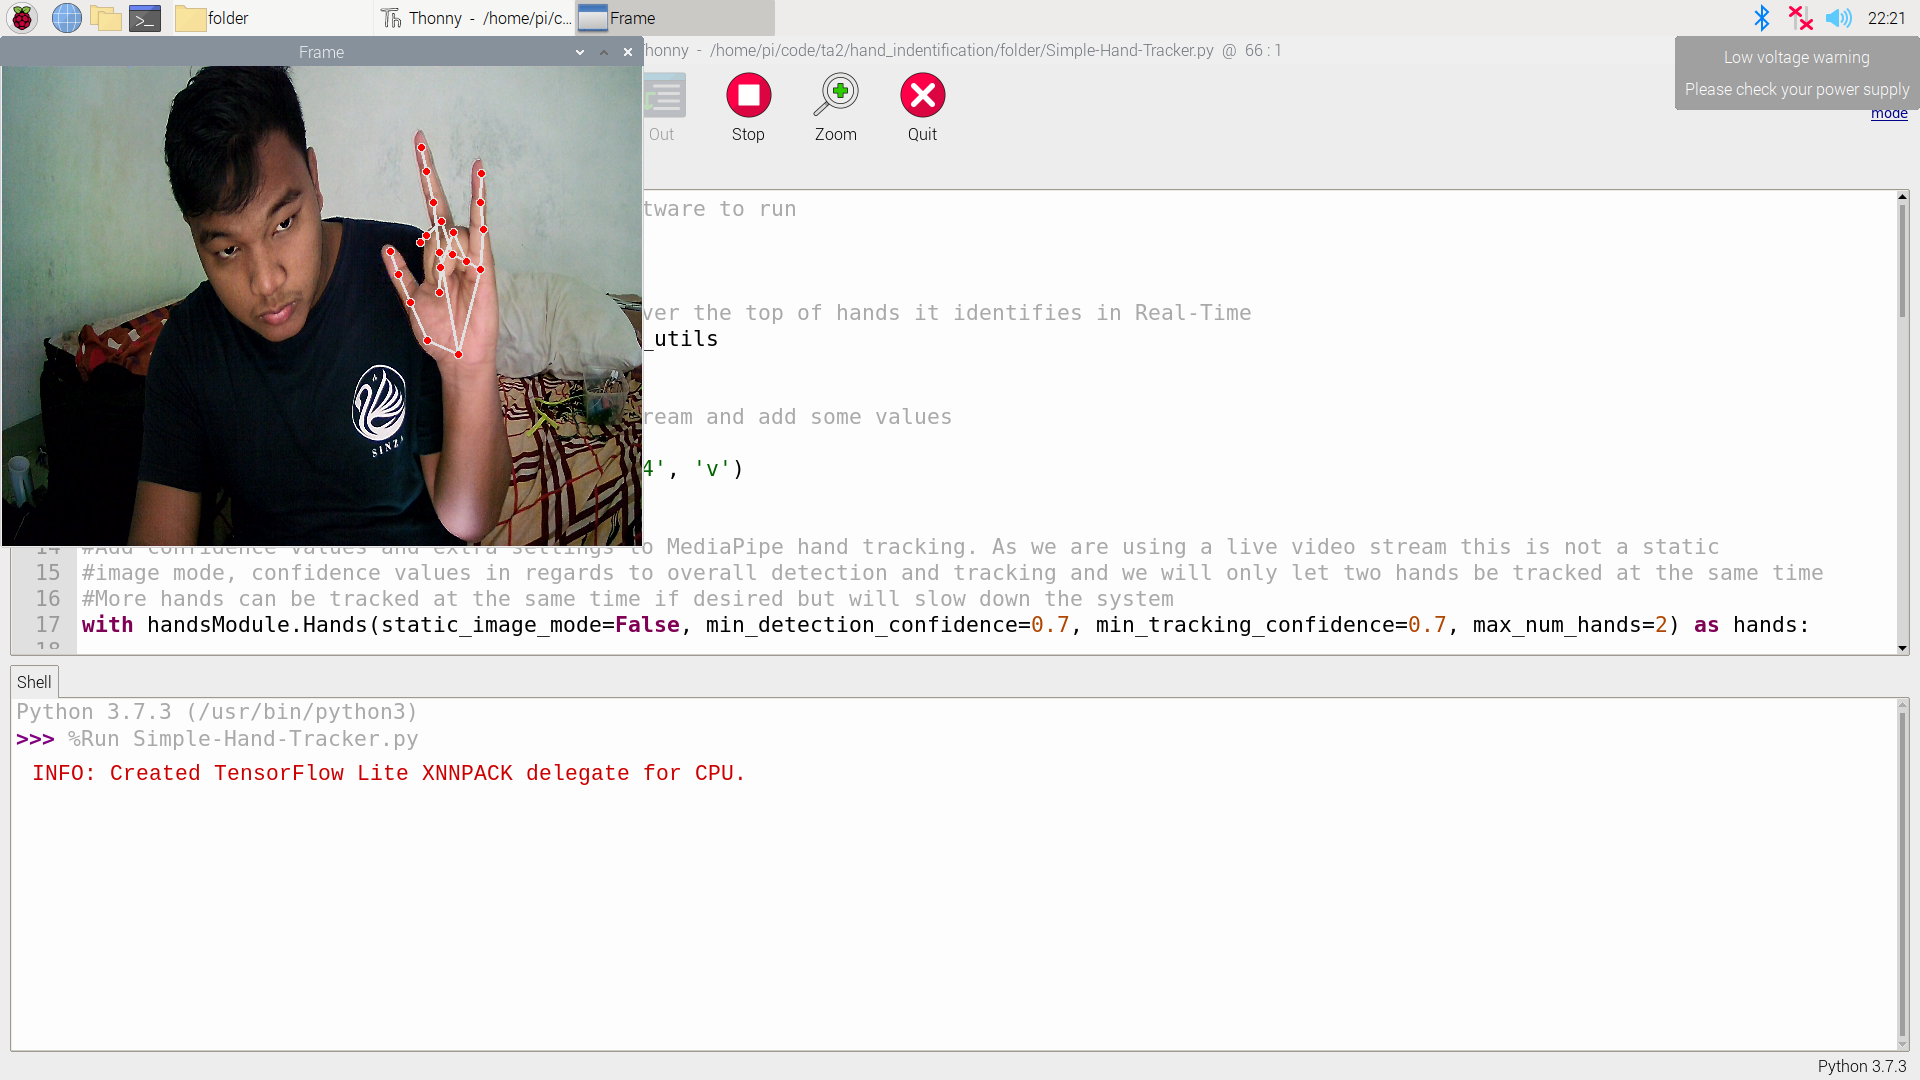 folder
Thonny - /home/pi/c...
Frame
22:21
Frame
Thonny - /home/pi/code/ta2/hand_indentification/folder/Simple-Hand-Tracker.py @ 66 : 1
Low voltage warning
Please check your power supply
mode
Out
Stop
Zoom
Quit
tware to run
ver the top of hands it identifies in Real-Time
_utils
ream and add some values
4', 'v')
SINZA
14 #Add confidence values and extra settings to MediaPipe hand tracking. As we are using a live video stream this is not a static
15 #image mode, confidence values in regards to overall detection and tracking and we will only let two hands be tracked at the same time
16 #More hands can be tracked at the same time if desired but will slow down the system
17 with handsModule.Hands(static_image_mode=False, min_detection_confidence=0.7, min_tracking_confidence=0.7, max_num_hands=2) as hands:
18
Shell
Python 3.7.3 (/usr/bin/python3)
>>> %Run Simple-Hand-Tracker.py
INFO: Created TensorFlow Lite XNNPACK delegate for CPU.
Python 3.7.3